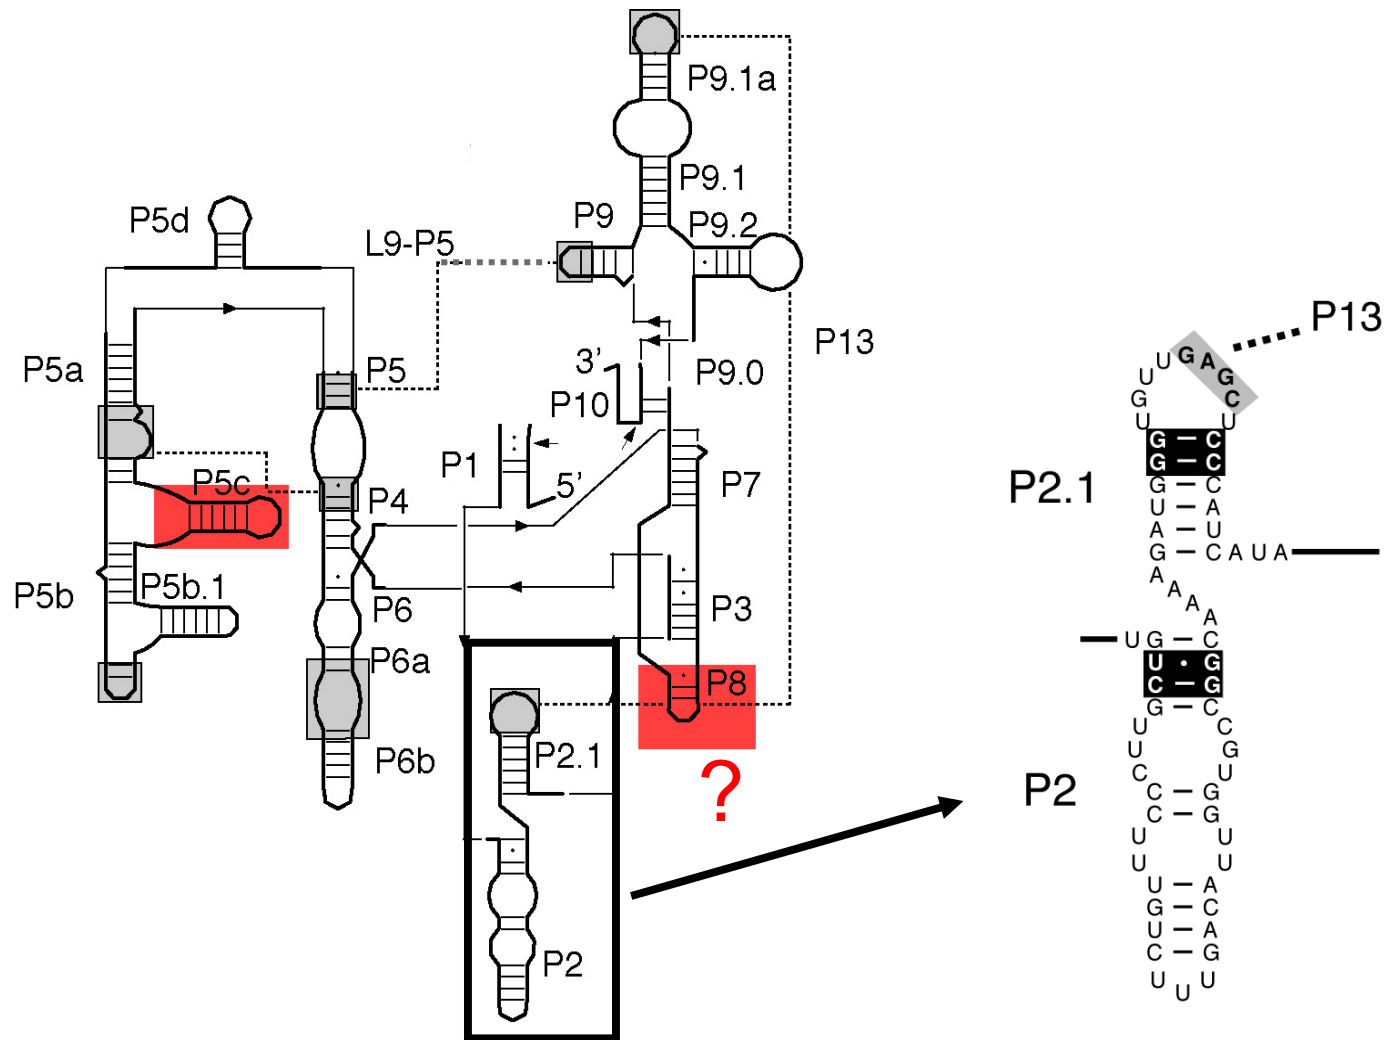 P9.1a
P9.1
P9
P9.2
P5d
L9-P5
P13
P5a
P5
P9.0
3’
P10
P1
5’
P5c
P4
P7
P5b
P5b.1
P6
P3
P6a
P8
P6b
P2.1
?
P2
P13
U G A G C
U
G
U U
P2.1
G – C
G – C
G – C
U – A
A – U
G – C A U A
A
A
A
A
U G – C
U · G
C – G
G – C
U G
U U
C – G
C – G
U U
U U
P2
U – A
G – C
U – A
C – G
U U
U